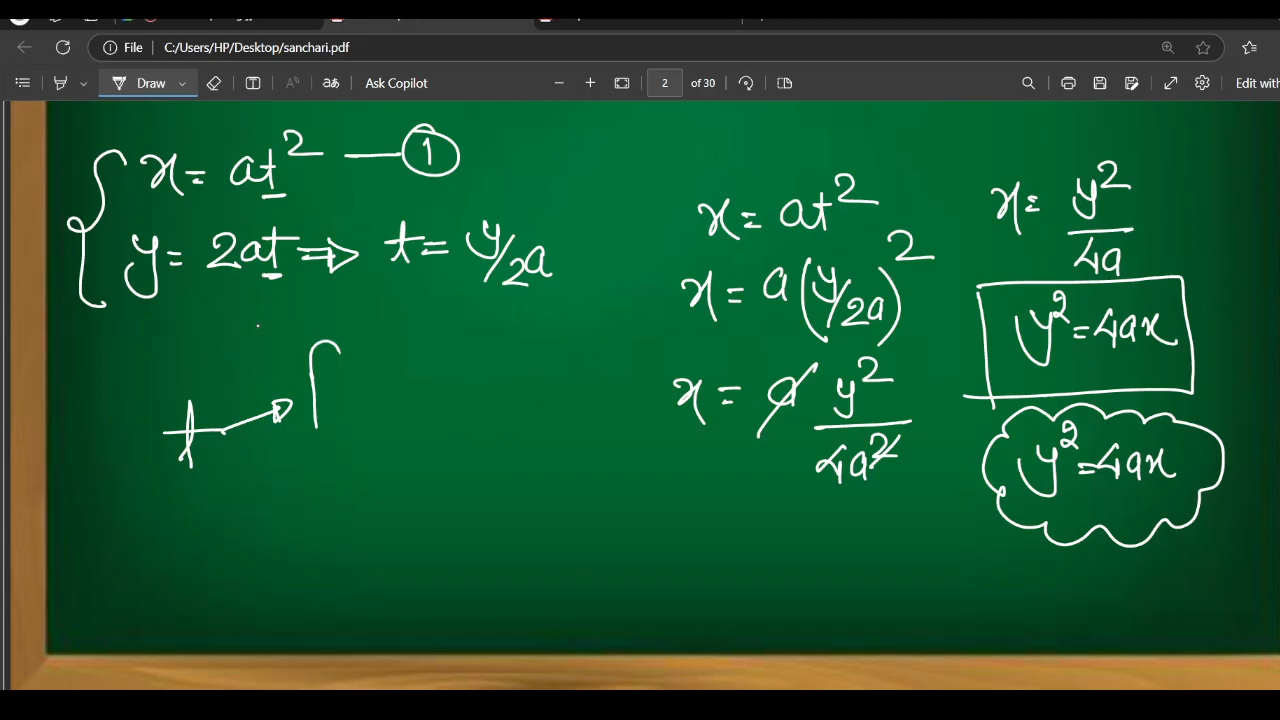 File | C:/Users/HP/Desktop/sanchari.pdf
Draw Ask Copilot 2 of 30 Edit with
x = at² — ①
y = 2at ⇒ t = y/2a
t →
x = at²
x = a(y/2a)²
x = a y²/4a²
x = y²/4a
y² = 4ax
y² = 4ax